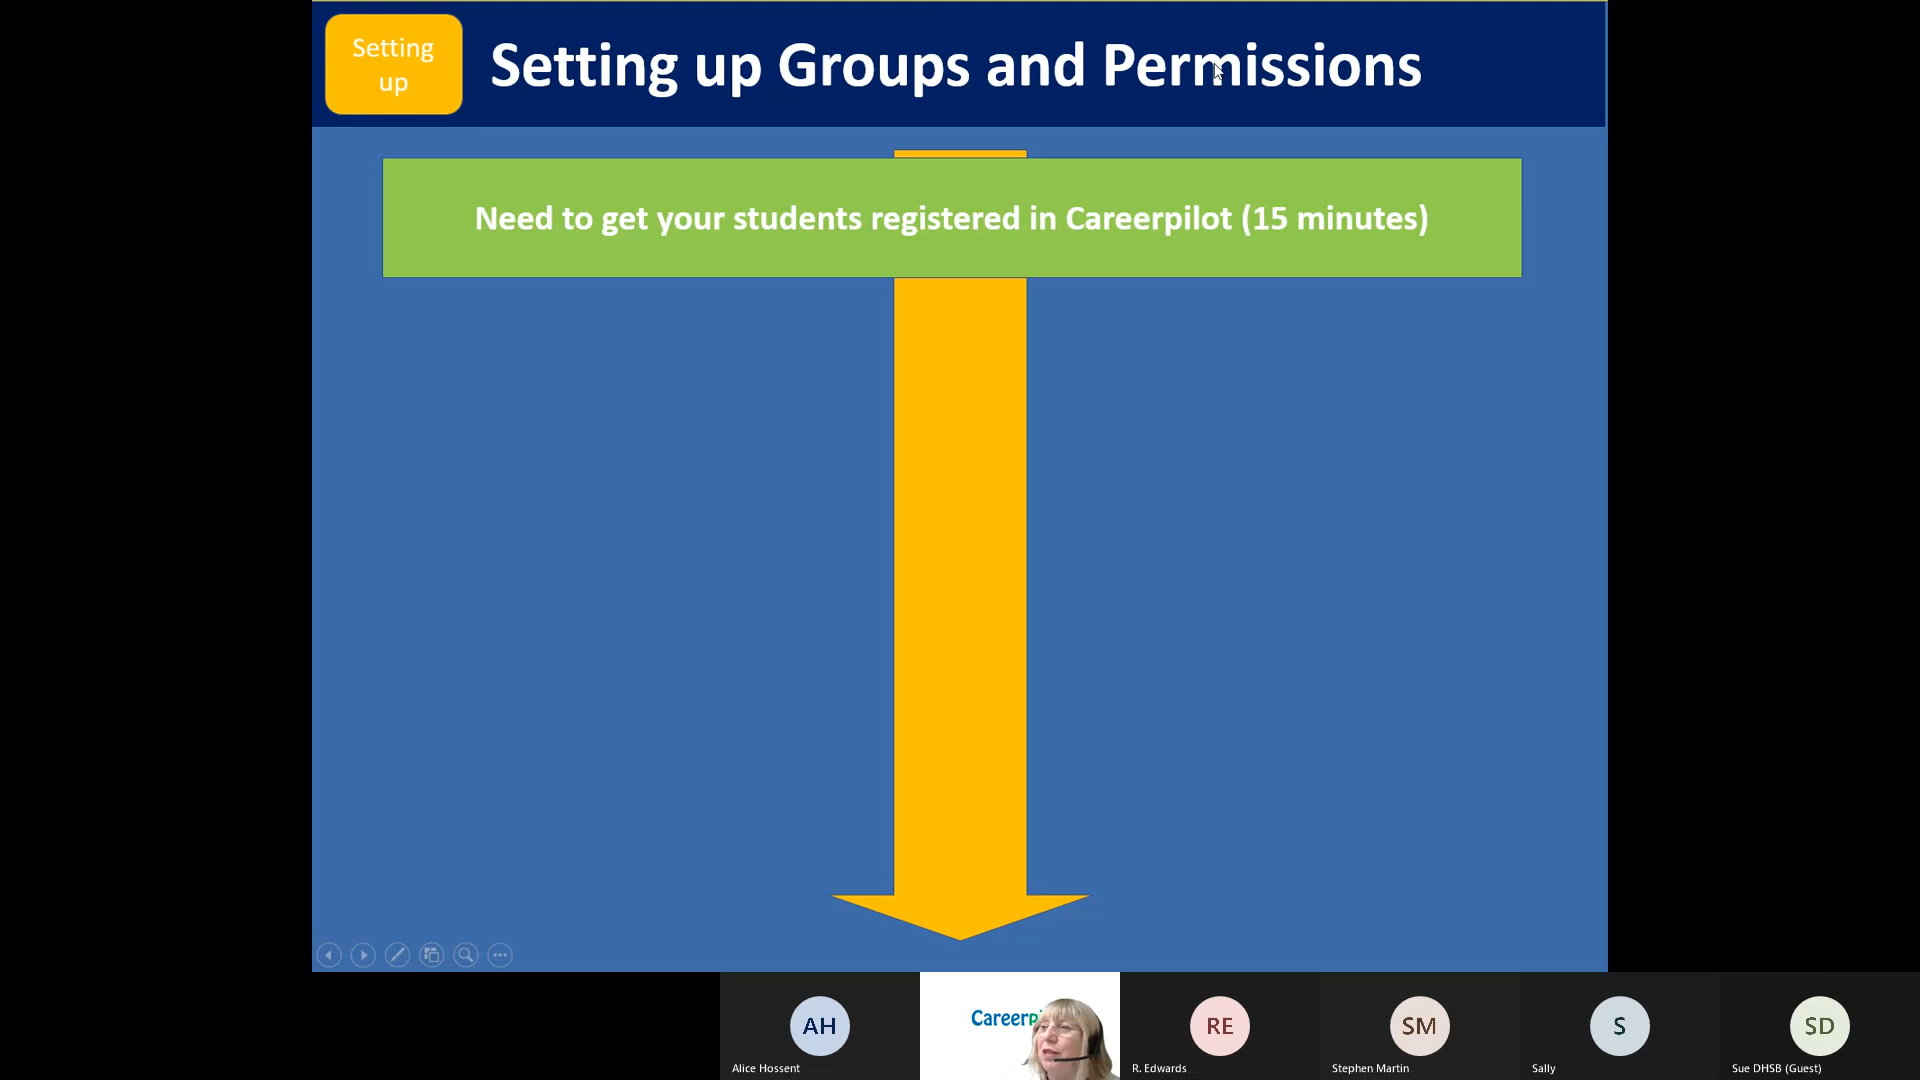 Setting
up
Setting up Groups and Permissions
Need to get your students registered in Careerpilot (15 minutes)
AH
Alice Hossent
RE
R. Edwards
SM
Stephen Martin
S
Sally
SD
Sue DHSB (Guest)